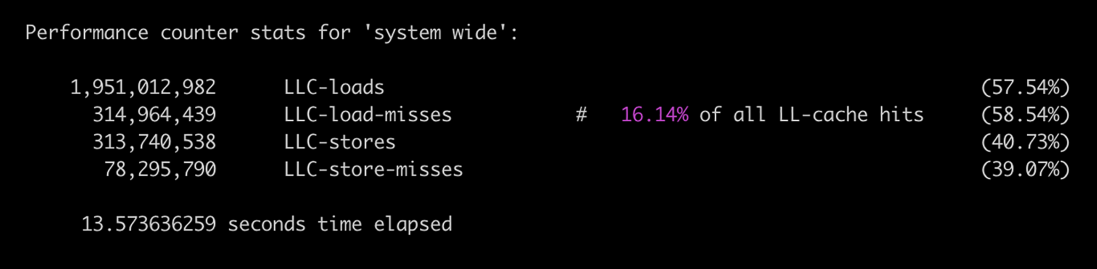 Performance counter stats for 'system wide':
1,951,012,982 LLC-loads (57.54%)
314,964,439 LLC-load-misses # 16.14% of all LL-cache hits (58.54%)
313,740,538 LLC-stores (40.73%)
78,295,790 LLC-store-misses (39.07%)
13.573636259 seconds time elapsed